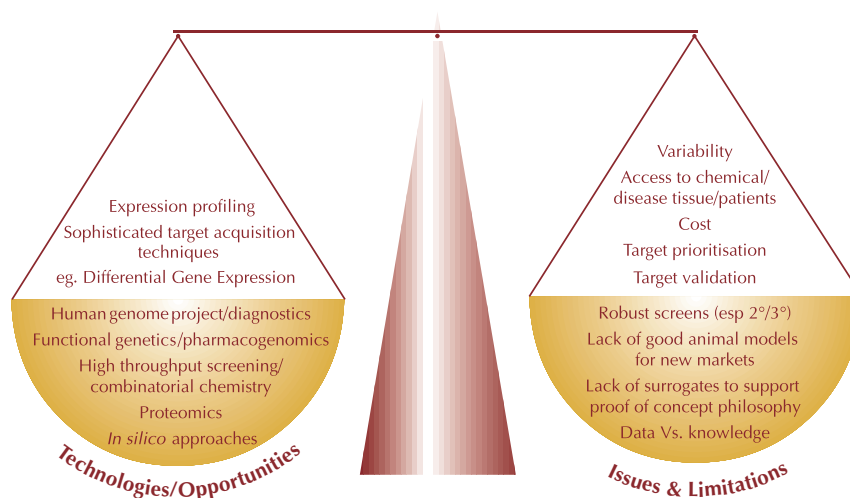 Expression profiling
Sophisticated target acquisition
techniques
eg. Differential Gene Expression
Human genome project/diagnostics
Functional genetics/pharmacogenomics
High throughput screening/
combinatorial chemistry
Proteomics
In silico approaches
Technologies/Opportunities
Variability
Access to chemical/
disease tissue/patients
Cost
Target prioritisation
Target validation
Robust screens (esp 2°/3°)
Lack of good animal models
for new markets
Lack of surrogates to support
proof of concept philosophy
Data Vs. knowledge
Issues & Limitations